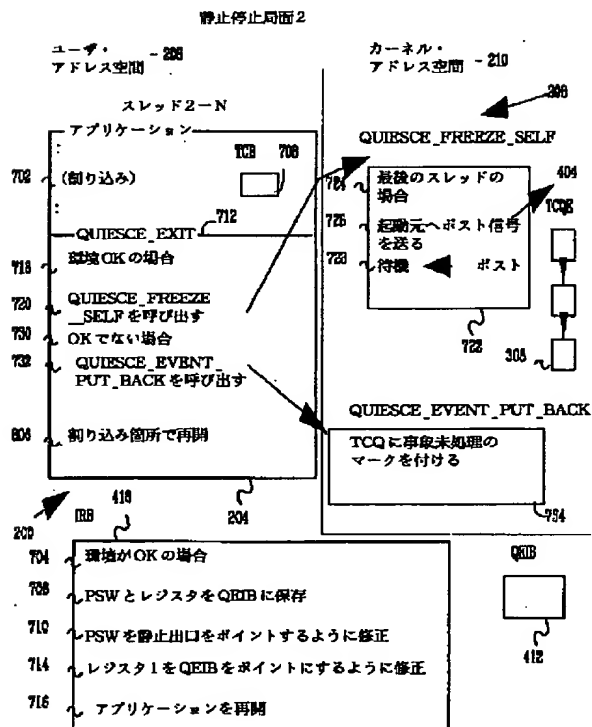 静止停止局面2
ユーザ・
アドレス空間
カーネル・
アドレス空間
210
スレッド2-N
アプリケーション
QUIESCE_FREEZE_SELF
702
(割り込み)
TCB
708
724
最後のスレッドの
場合
404
726
起動元へポスト信号
を送る
TCQE
待機
ポスト
712
QUIESCE_EXIT
718
環境OKの場合
720
QUIESCE_FREEZE
_SELFを呼び出す
722
730
OKでない場合
732
QUIESCE_EVENT_
PUT_BACKを呼び出す
QUIESCE_EVENT_PUT_BACK
割り込み箇所で再開
TCQに事段未処理の
マークを付ける
204
734
IRB
416
704
環境がOKの場合
QEIB
PSWとレジスタをQEIBに保存
710
PSWを静止出口をポイントするように修正
412
714
レジスタ1をQEIBをポイントにするように修正
716
アプリケーションを再開